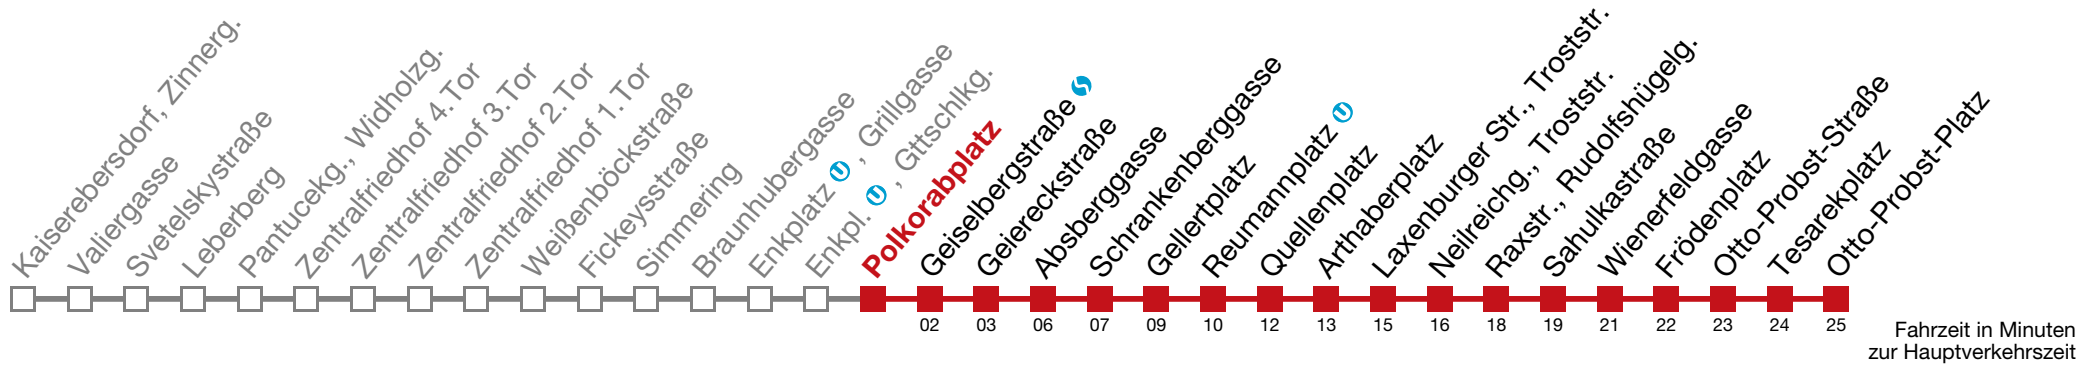 Kaiserebersdorf, Zinnerg.
Valiergasse
Svetelskystraße
Leberberg
Pantucekg., Widholzg.
Zentralfriedhof 4.Tor
Zentralfriedhof 3.Tor
Zentralfriedhof 2.Tor
Zentralfriedhof 1.Tor
Weißenböckstraße
Fickeysstraße
Simmering
Braunhubergasse
Enkplatz U, Grillgasse
Enkpl. U, Gttschlkg.
Polkorabplatz
Geiselbergstraße S
Geiereckstraße
Absberggasse
Schrankenberggasse
Gellertplatz
Reumannplatz U
Quellenplatz
Arthaberplatz
Laxenburger Str., Troststr.
Neilreichg., Troststr.
Raxstr., Rudolfshügelg.
Sahulkastraße
Wienerfeldgasse
Frödenplatz
Otto-Probst-Straße
Tesarekplatz
Otto-Probst-Platz
02 03 06 07 09 10 12 13 15 16 18 19 21 22 23 24 25
Fahrzeit in Minuten
zur Hauptverkehrszeit